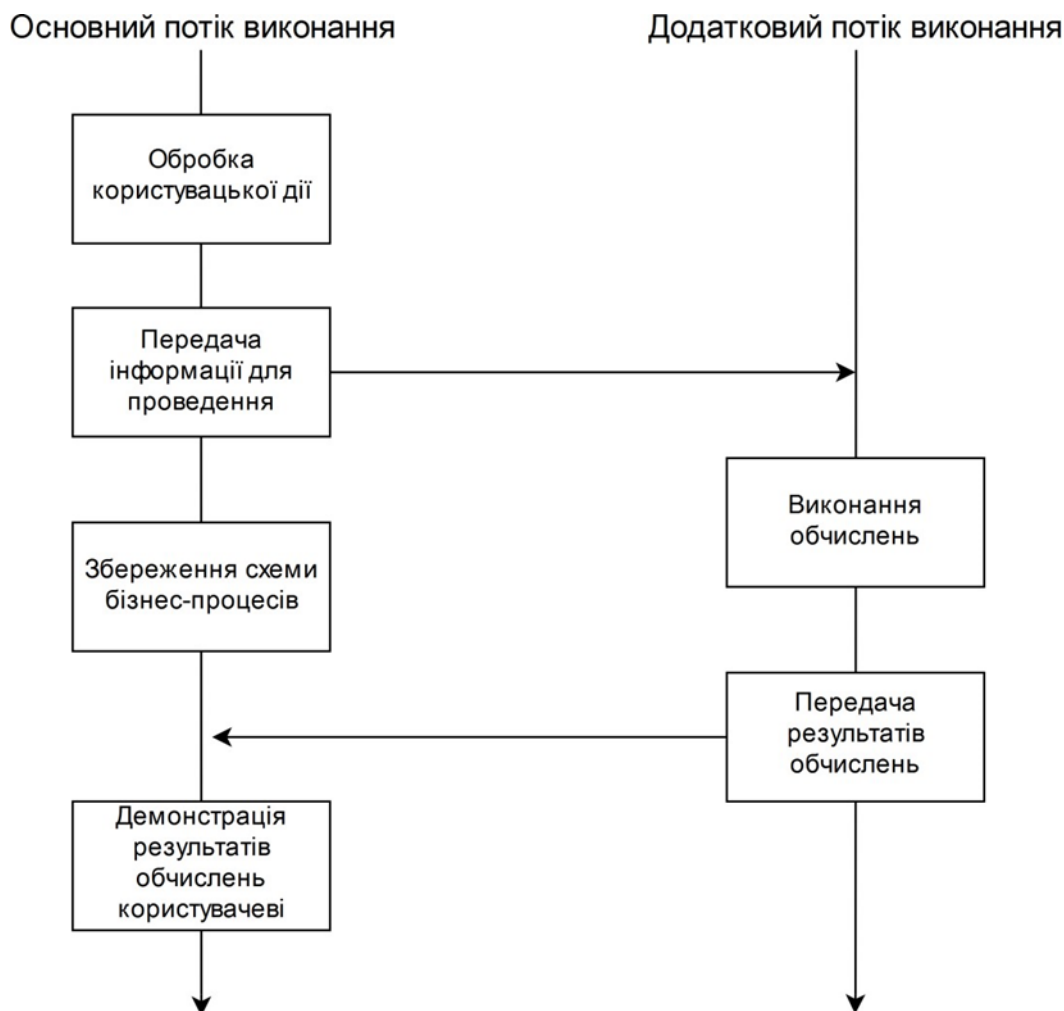 Основний потік виконання
Додатковий потік виконання
Обробка
користувацької дії
Передача
інформації для
проведення
Виконання
обчислень
Збереження схеми
бізнес-процесів
Передача
результатів
обчислень
Демонстрація
результатів
обчислень
користувачеві